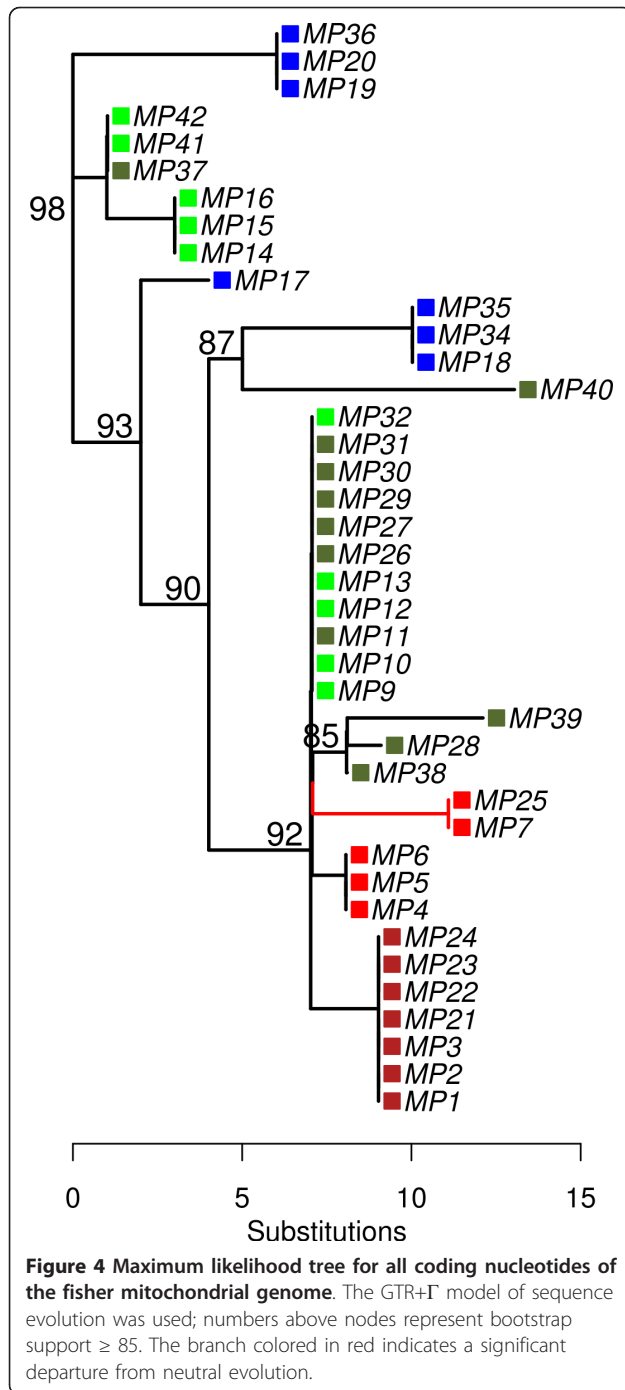 MP36
MP20
MP19
MP42
MP41
MP37
MP16
98
MP15
MP14
MP17
MP35
87
MP34
MP18
MP40
MP32
93
MP31
MP30
MP29
MP27
MP26
MP13
90
MP12
MP11
MP10
MP9
MP39
85
MP28
MP38
MP25
MP7
92
MP6
MP5
MP4
MP24
MP23
MP22
MP21
MP3
MP2
MP1
0 5 10 15
Substitutions
Figure 4 Maximum likelihood tree for all coding nucleotides of
the fisher mitochondrial genome. The GTR+Γ model of sequence
evolution was used; numbers above nodes represent bootstrap
support ≥ 85. The branch colored in red indicates a significant
departure from neutral evolution.